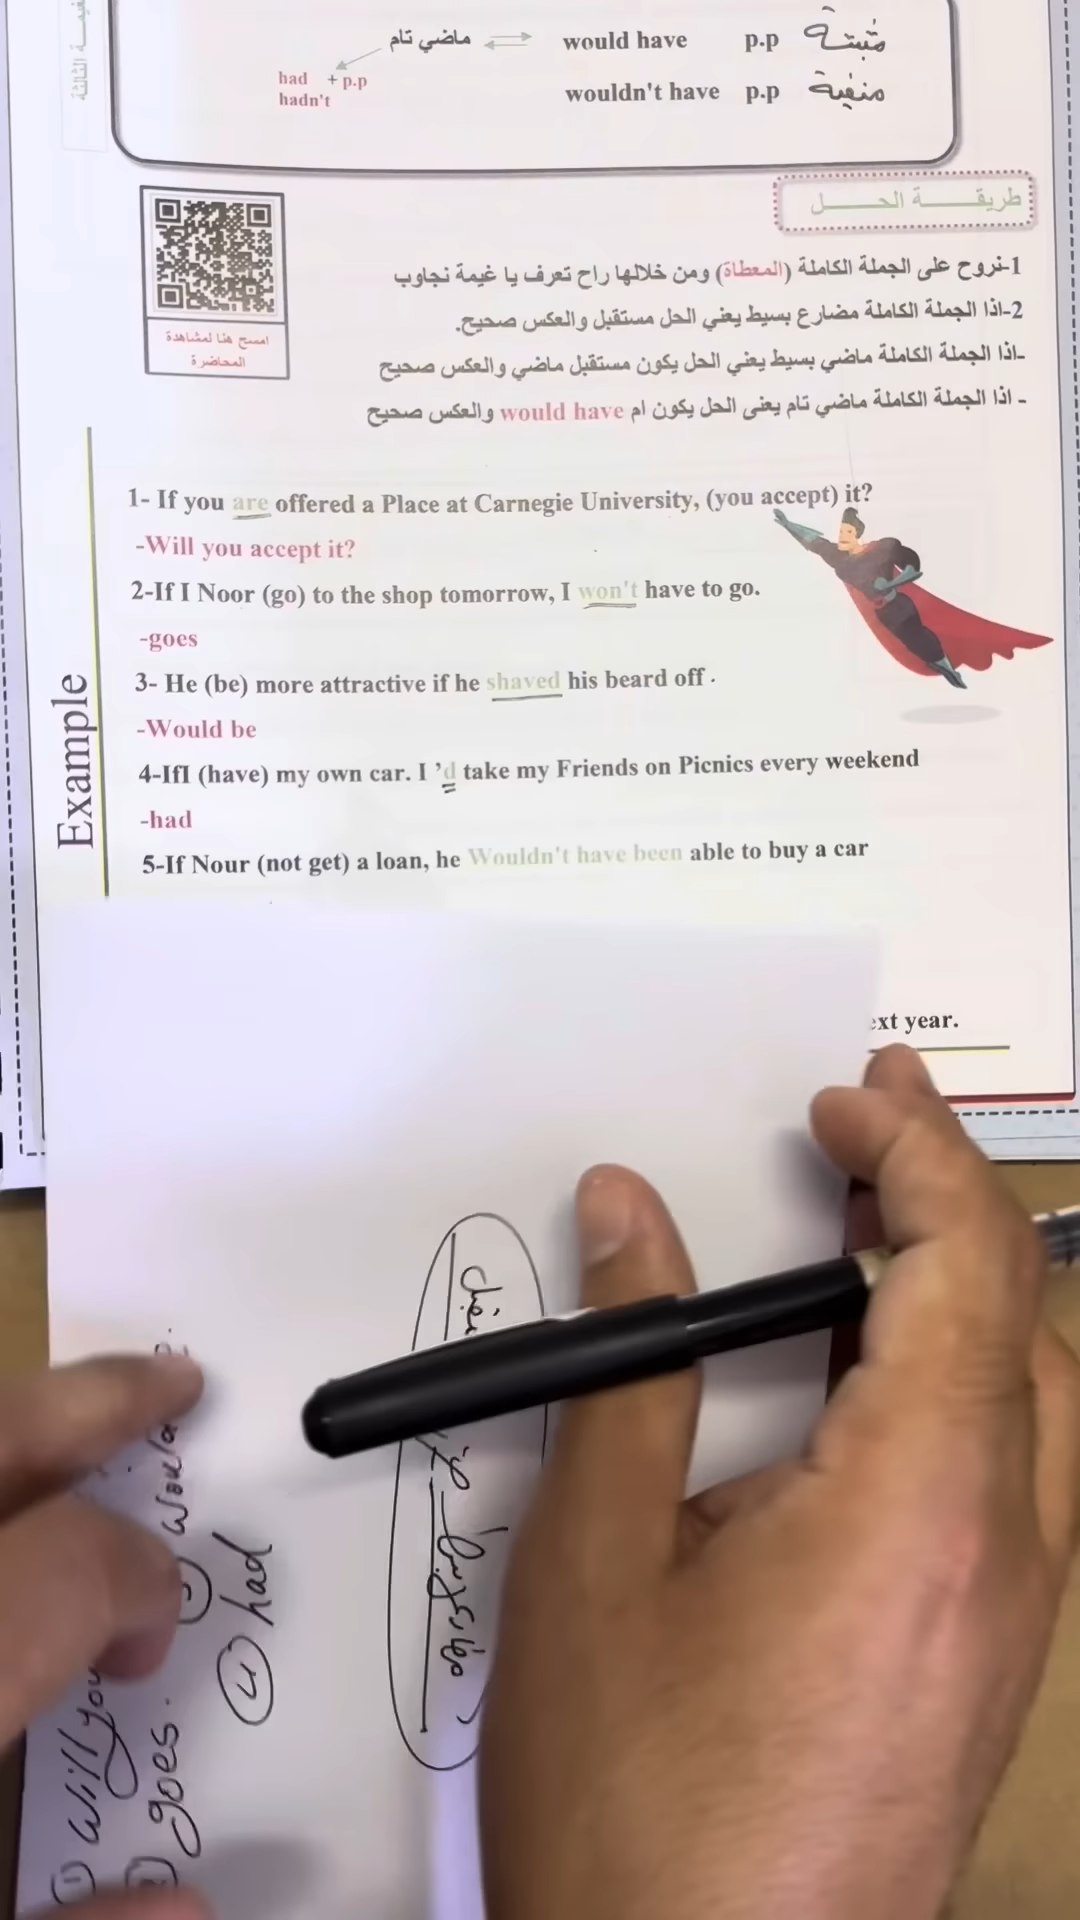 ماضي تام
would have p.p مثبتة
had + p.p
hadn't
wouldn't have p.p منفية
طريقـــة الحـــل
1-نروح على الجملة الكاملة (المعطاة) ومن خلالها راح تعرف يا غيمة نجاوب
2-اذا الجملة الكاملة مضارع بسيط يعني الحل مستقبل والعكس صحيح.
-اذا الجملة الكاملة ماضي بسيط يعني الحل يكون مستقبل ماضي والعكس صحيح
- اذا الجملة الكاملة ماضي تام يعنى الحل يكون ام would have والعكس صحيح
امسح هنا لمشاهدة
المحاضرة
Example
1- If you are offered a Place at Carnegie University, (you accept) it?
-Will you accept it?
2-If I Noor (go) to the shop tomorrow, I won't have to go.
-goes
3- He (be) more attractive if he shaved his beard off .
-Would be
4-IfI (have) my own car. I 'd take my Friends on Picnics every weekend
-had
5-If Nour (not get) a loan, he Wouldn't have been able to buy a car
year.
1 Will you
2 goes.
3
4 had